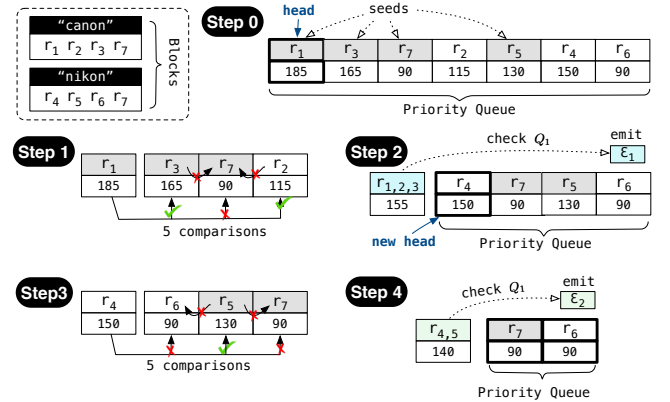 "canon"
r1 r2 r3 r7
"nikon"
r4 r5 r6 r7
Blocks
Step 0
head
seeds
r1 r3 r7 r2 r5 r4 r6
185 165 90 115 130 150 90
Priority Queue
Step 1
r1 r3 r7 r2
185 165 90 115
5 comparisons
Step 2
check Q1
emit
ε1
r1,2,3 r4 r7 r5 r6
155 150 90 130 90
new head
Priority Queue
Step3
r4 r6 r5 r7
150 90 130 90
5 comparisons
Step 4
check Q1
emit
ε2
r4,5 r7 r6
140 90 90
Priority Queue